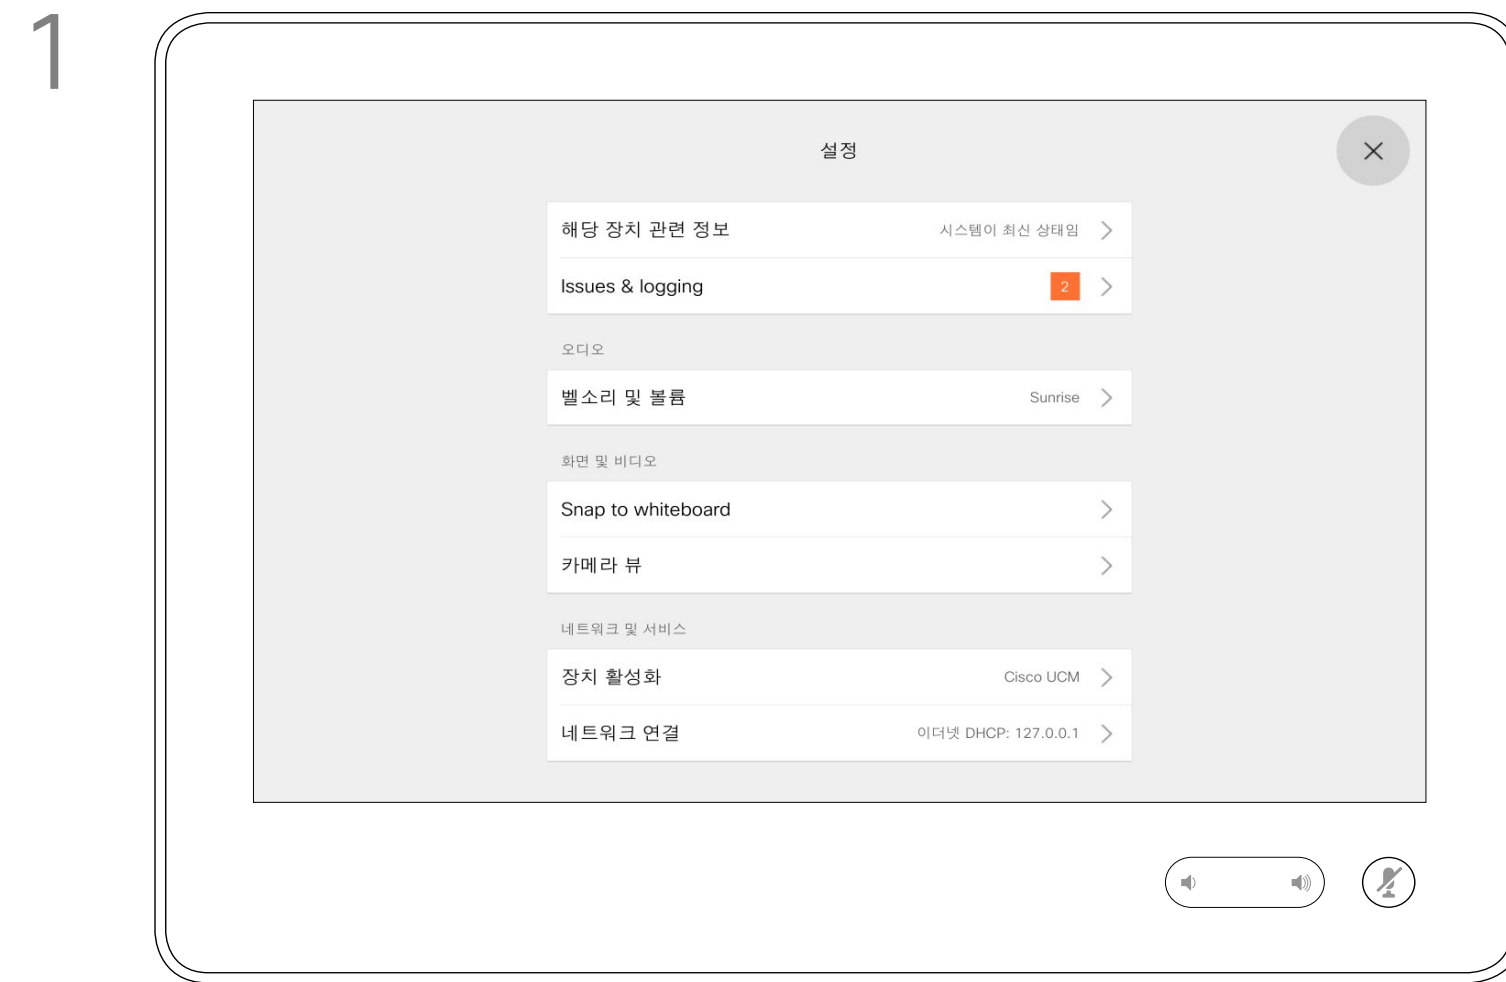 1
설정
해당 장치 관련 정보 시스템이 최신 상태임
Issues & logging 2
오디오
벨소리 및 볼륨 Sunrise
화면 및 비디오
Snap to whiteboard
카메라 뷰
네트워크 및 서비스
장치 활성화 Cisco UCM
네트워크 연결 이더넷 DHCP: 127.0.0.1